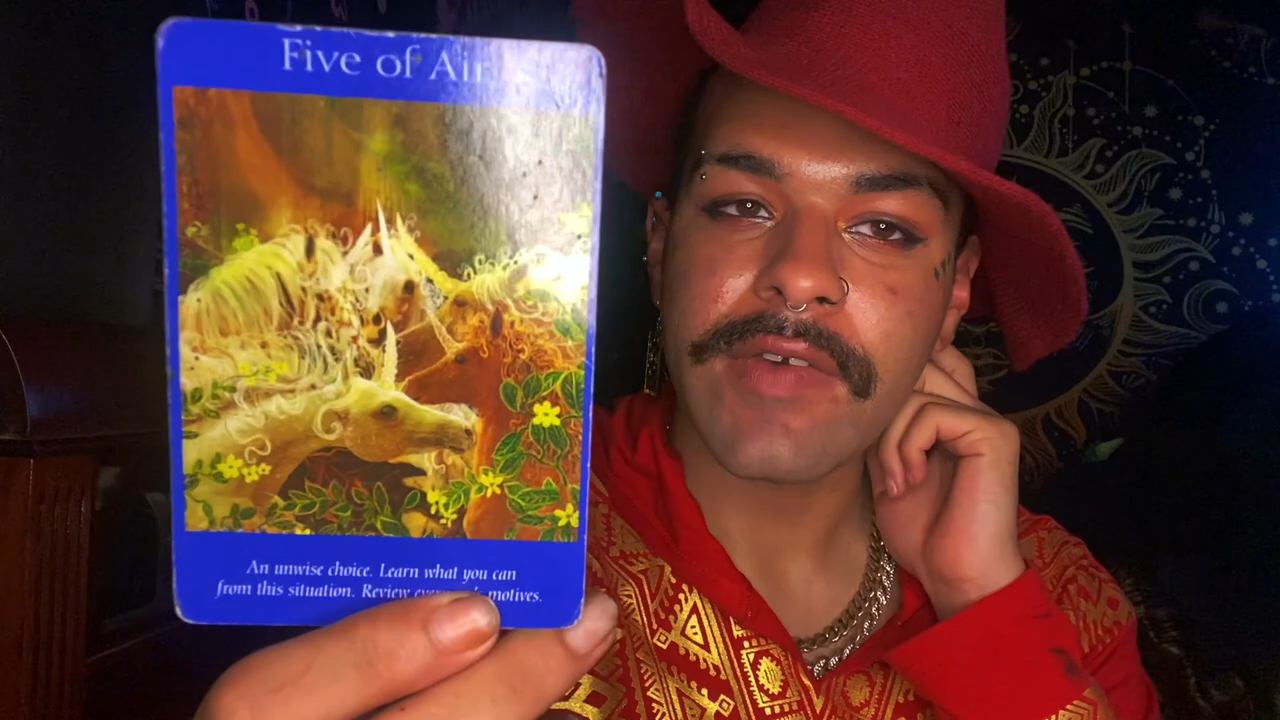 Five of Air
An unwise choice. Learn what you can
from this situation. Review motives.